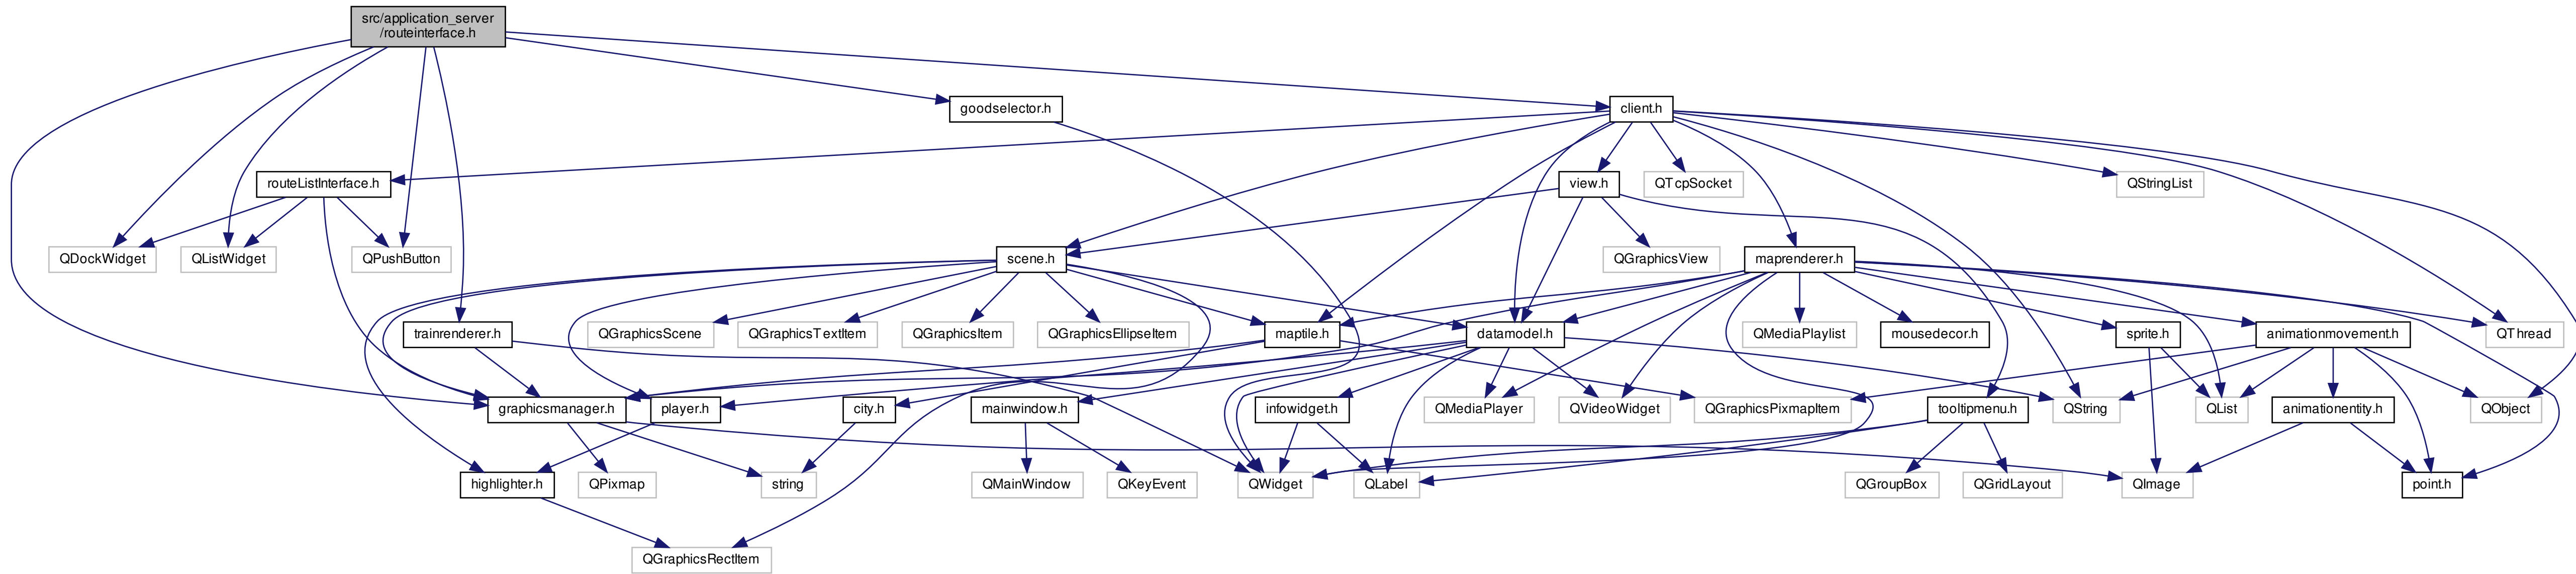 src/application_server
/routeinterface.h
goodselector.h
client.h
routeListInterface.h
view.h
QTcpSocket
QStringList
QDockWidget
QListWidget
QPushButton
scene.h
QGraphicsView
maprenderer.h
trainrenderer.h
QGraphicsScene
QGraphicsTextItem
QGraphicsItem
QGraphicsEllipseItem
maptile.h
datamodel.h
QMediaPlaylist
mousedecor.h
sprite.h
animationmovement.h
QThread
graphicsmanager.h
player.h
city.h
mainwindow.h
infowidget.h
QMediaPlayer
QVideoWidget
QGraphicsPixmapItem
tooltipmenu.h
QString
QList
animationentity.h
QObject
highlighter.h
QPixmap
string
QMainWindow
QKeyEvent
QWidget
QLabel
QGroupBox
QGridLayout
QImage
point.h
QGraphicsRectItem